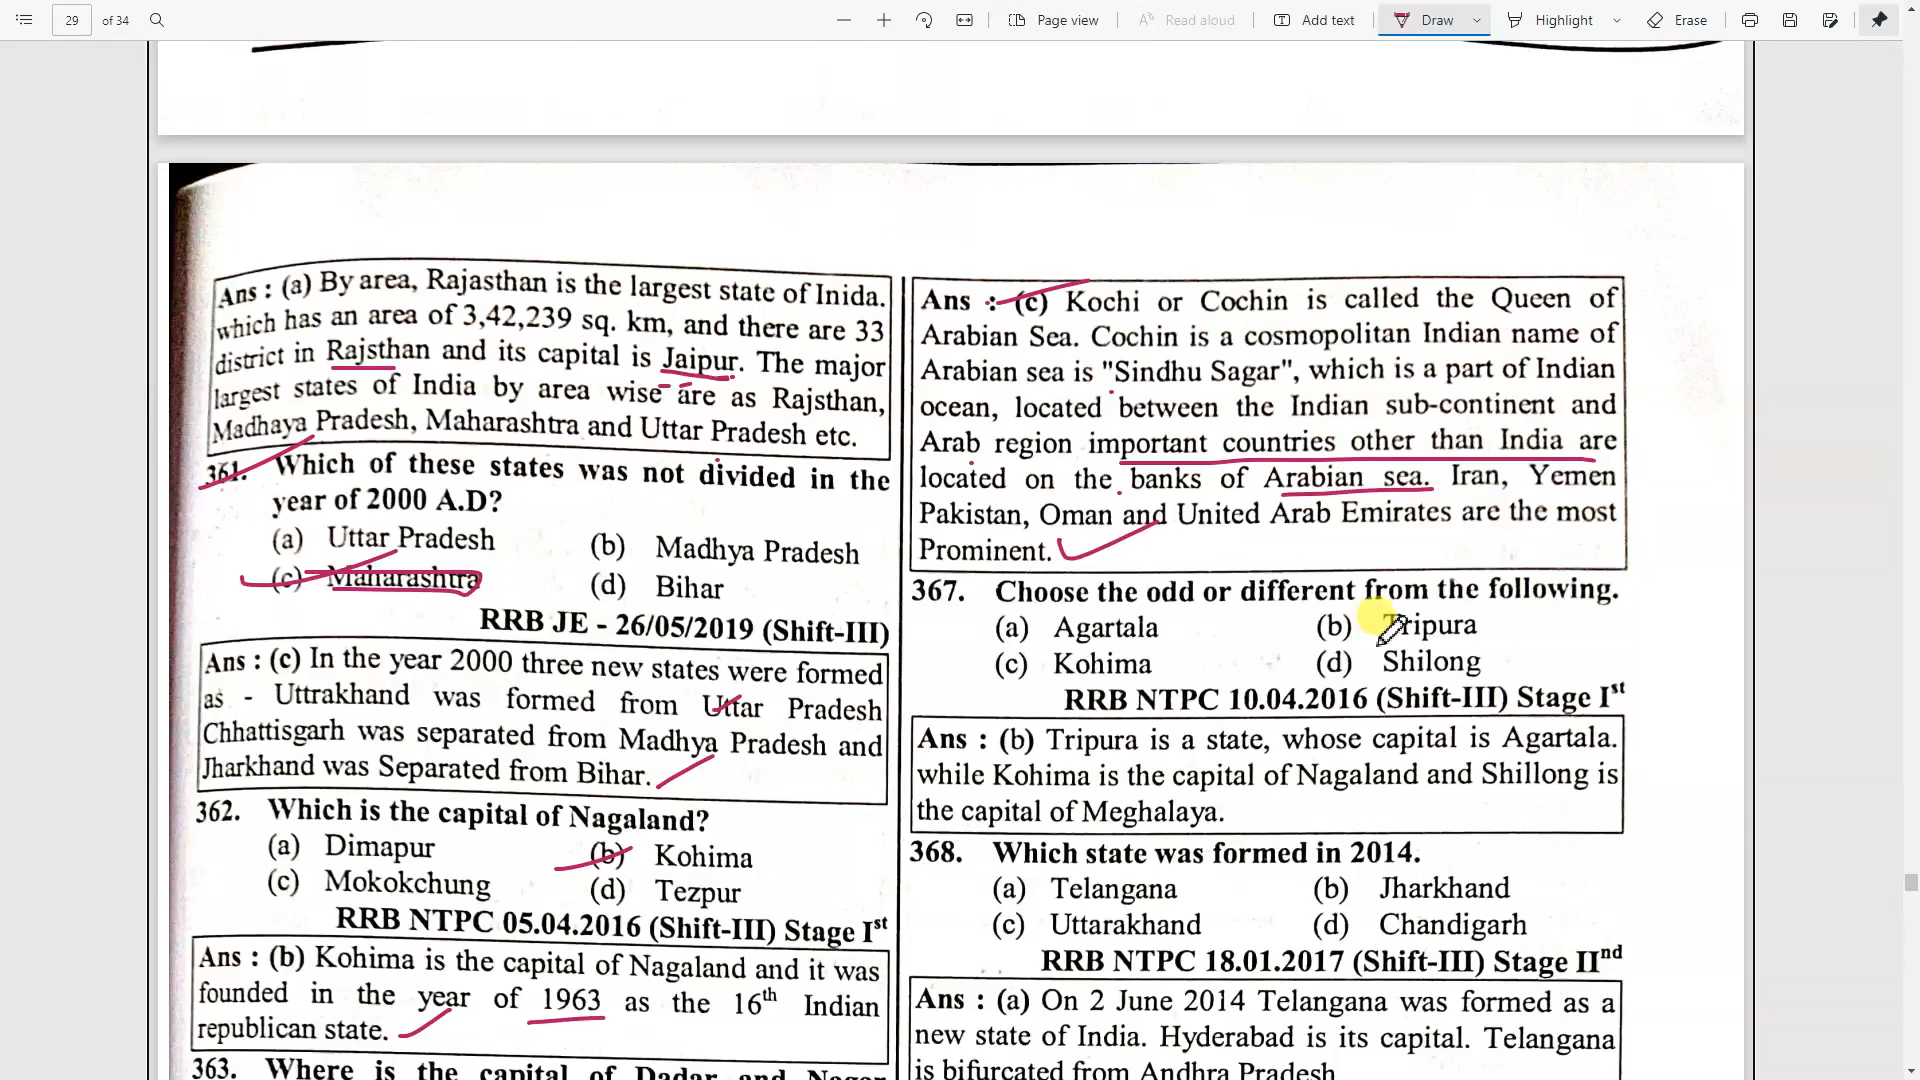 29 of 34 Page view Read aloud Add text Draw Highlight Erase
Ans : (a) By area, Rajasthan is the largest state of Inida.
which has an area of 3,42,239 sq. km, and there are 33
district in Rajsthan and its capital is Jaipur. The major
largest states of India by area wise are as Rajsthan,
Madhaya Pradesh, Maharashtra and Uttar Pradesh etc.
361. Which of these states was not divided in the
year of 2000 A.D?
(a) Uttar Pradesh (b) Madhya Pradesh
(c) Maharashtra (d) Bihar
RRB JE - 26/05/2019 (Shift-III)
Ans : (c) In the year 2000 three new states were formed
as - Uttrakhand was formed from Uttar Pradesh
Chhattisgarh was separated from Madhya Pradesh and
Jharkhand was Separated from Bihar.
362. Which is the capital of Nagaland?
(a) Dimapur (b) Kohima
(c) Mokokchung (d) Tezpur
RRB NTPC 05.04.2016 (Shift-III) Stage Ist
Ans : (b) Kohima is the capital of Nagaland and it was
founded in the year of 1963 as the 16th Indian
republican state.
363. Where is the capital of Dadar and Nagar
Ans : (c) Kochi or Cochin is called the Queen of
Arabian Sea. Cochin is a cosmopolitan Indian name of
Arabian sea is "Sindhu Sagar", which is a part of Indian
ocean, located between the Indian sub-continent and
Arab region important countries other than India are
located on the banks of Arabian sea. Iran, Yemen
Pakistan, Oman and United Arab Emirates are the most
Prominent.
367. Choose the odd or different from the following.
(a) Agartala (b) Tripura
(c) Kohima (d) Shilong
RRB NTPC 10.04.2016 (Shift-III) Stage Ist
Ans : (b) Tripura is a state, whose capital is Agartala.
while Kohima is the capital of Nagaland and Shillong is
the capital of Meghalaya.
368. Which state was formed in 2014.
(a) Telangana (b) Jharkhand
(c) Uttarakhand (d) Chandigarh
RRB NTPC 18.01.2017 (Shift-III) Stage IInd
Ans : (a) On 2 June 2014 Telangana was formed as a
new state of India. Hyderabad is its capital. Telangana
is bifurcated from Andhra Pradesh